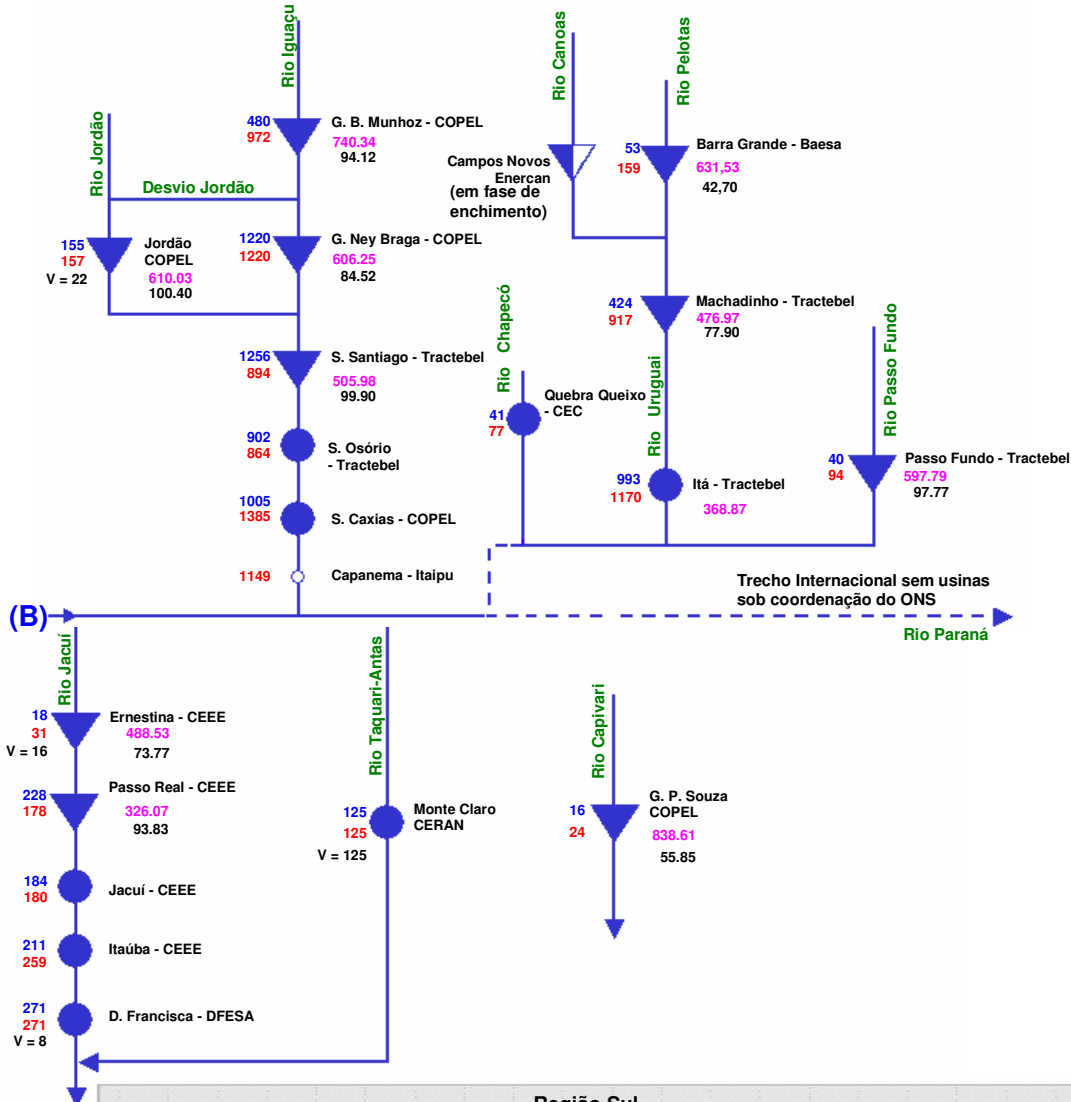 Rio Iguaçu
Rio Canoas
Rio Pelotas
Rio Jordão
480
972
G. B. Munhoz - COPEL
740.34
94.12
Campos Novos
Enercan
(em fase de
enchimento)
53
159
Barra Grande - Baesa
631,53
42,70
Desvio Jordão
155
157
V = 22
Jordão
COPEL
610.03
100.40
1220
1220
G. Ney Braga - COPEL
606.25
84.52
424
917
Machadinho - Tractebel
476.97
77.90
Rio Chapecó
Rio Uruguai
Rio Passo Fundo
1256
894
S. Santiago - Tractebel
505.98
99.90
41
77
Quebra Queixo
- CEC
902
864
S. Osório
- Tractebel
993
1170
Itá - Tractebel
368.87
40
94
Passo Fundo - Tractebel
597.79
97.77
1005
1385
S. Caxias - COPEL
1149
Capanema - Itaipu
Trecho Internacional sem usinas
sob coordenação do ONS
(B)
Rio Paraná
Rio Jacuí
Rio Taquari-Antas
Rio Capivari
18
31
V = 16
Ernestina - CEEE
488.53
73.77
228
178
Passo Real - CEEE
326.07
93.83
125
125
V = 125
Monte Claro
CERAN
16
24
G. P. Souza
COPEL
838.61
55.85
184
180
Jacuí - CEEE
211
259
Itaúba - CEEE
271
271
V = 8
D. Francisca - DFESA
Região Sul